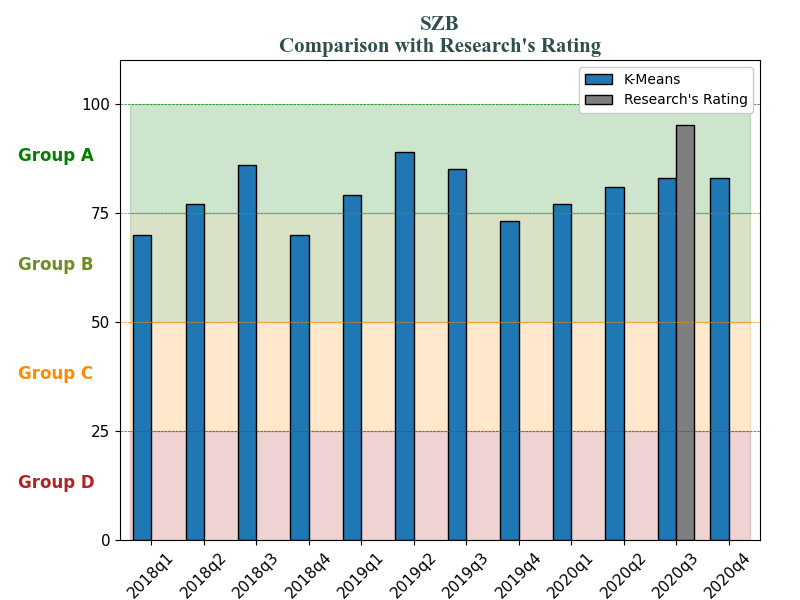 SZB
Comparison with Research's Rating
K-Means
Research's Rating
100
Group A
75
Group B
50
Group C
25
Group D
0
2018q1 2018q2 2018q3 2018q4 2019q1 2019q2 2019q3 2019q4 2020q1 2020q2 2020q3 2020q4